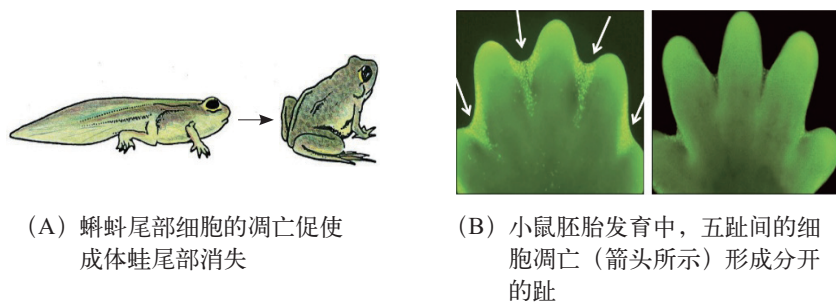 （A）蝌蚪尾部细胞的凋亡促使
成体蛙尾部消失
（B）小鼠胚胎发育中，五趾间的细
胞凋亡（箭头所示）形成分开
的趾